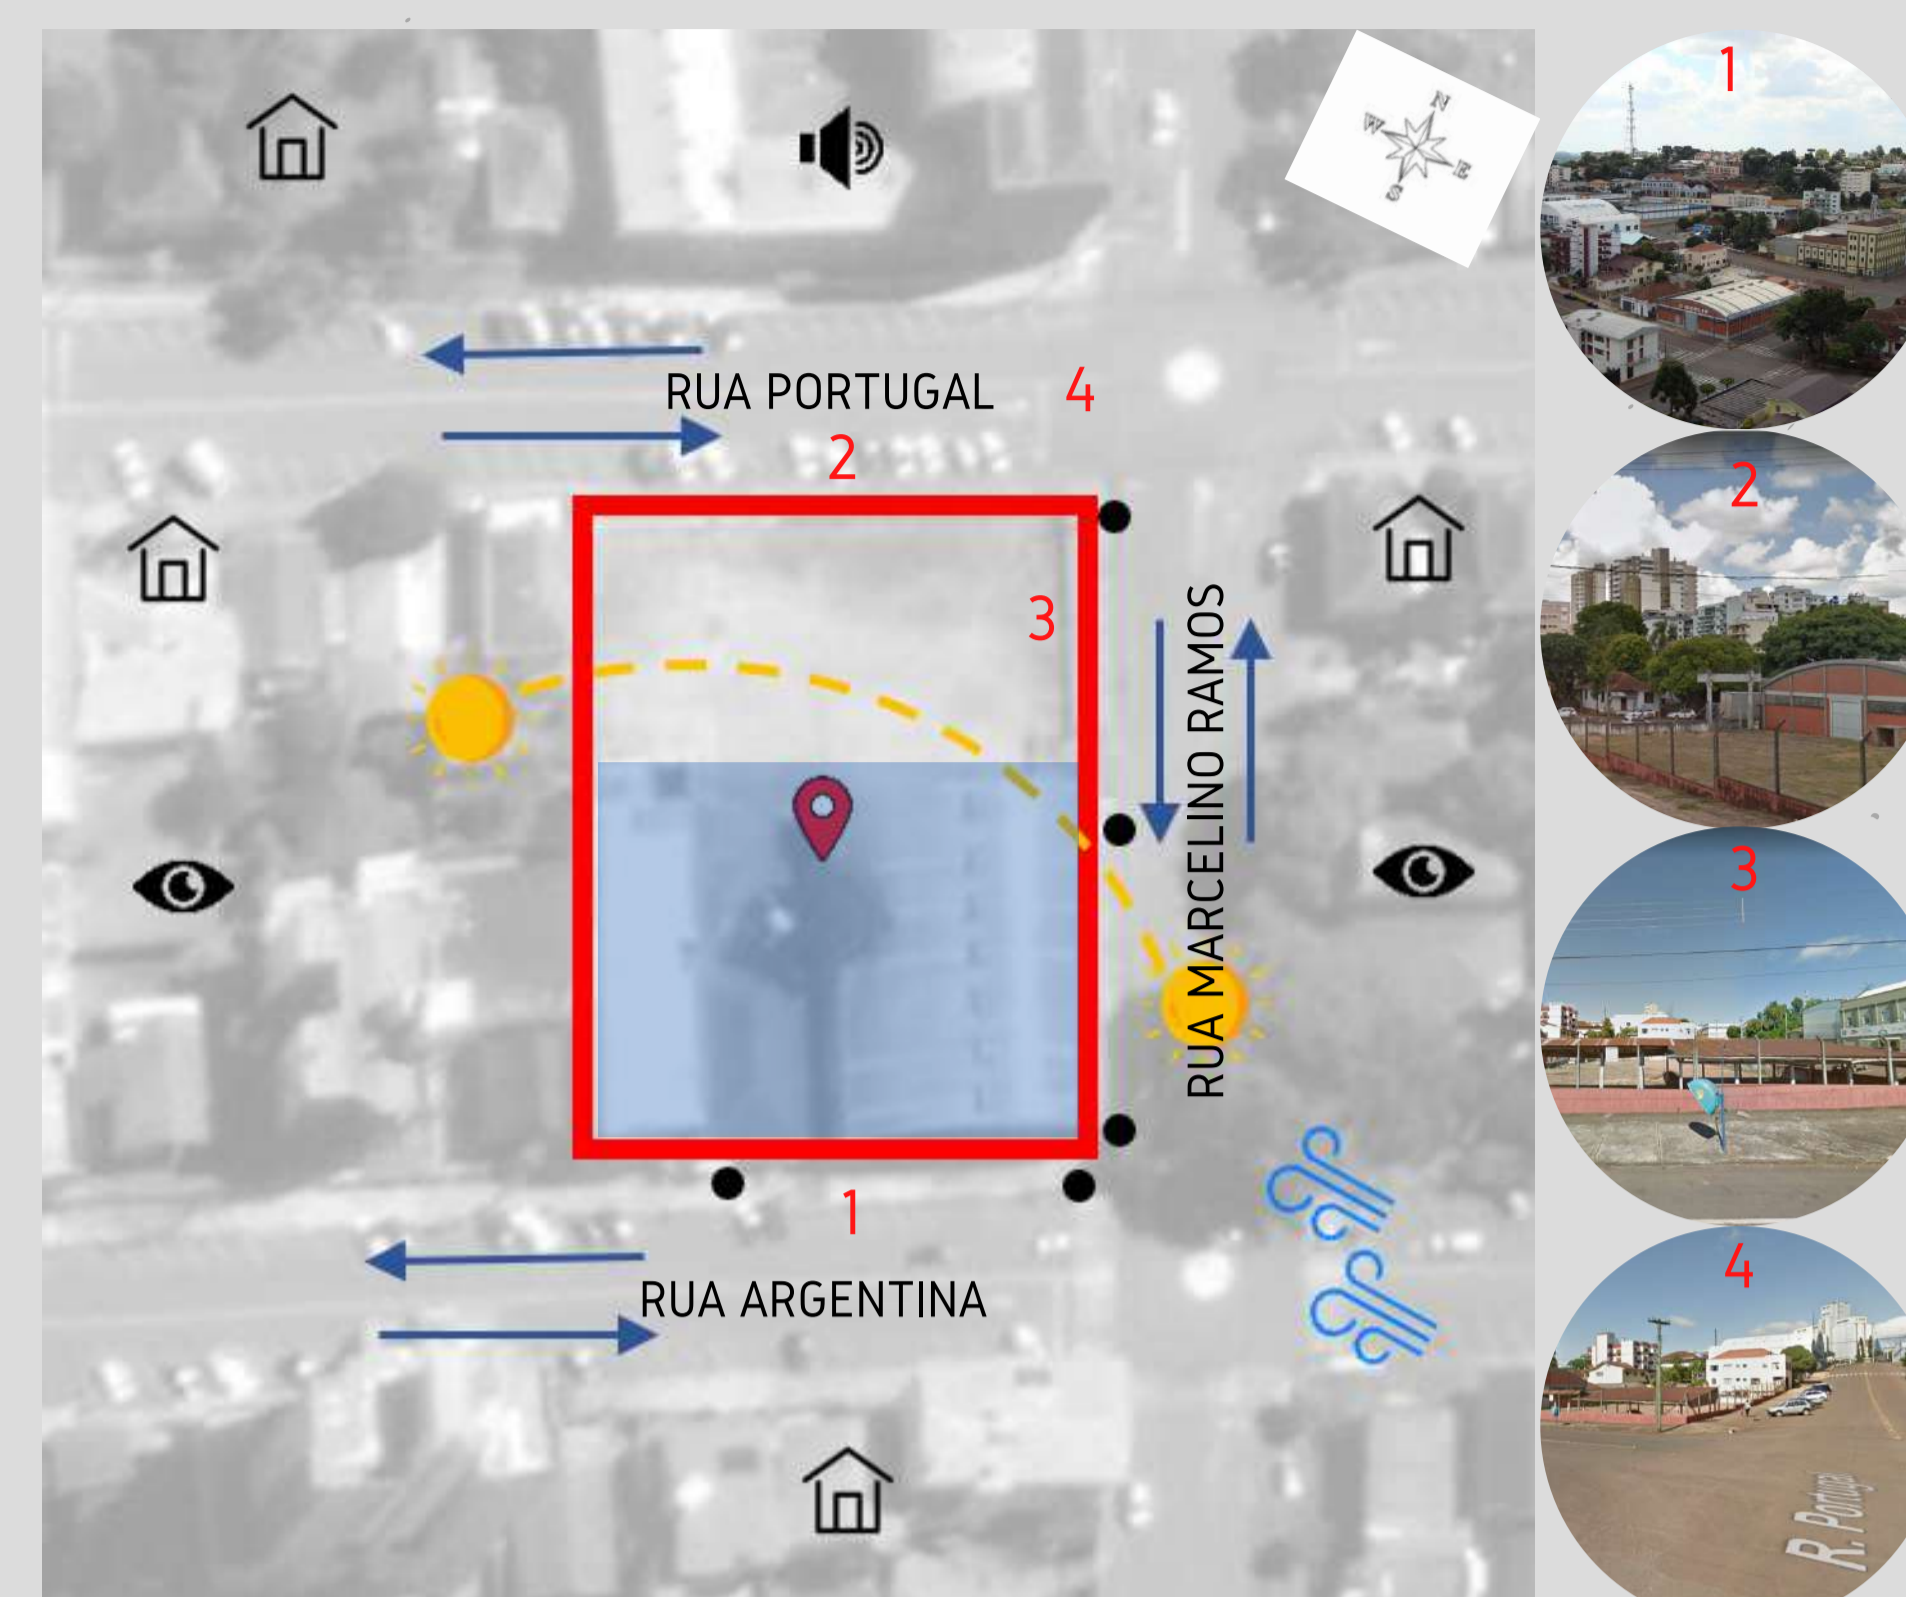 N
W
E
S
RUA PORTUGAL
4
2
3
RUA MARCELINO RAMOS
1
RUA ARGENTINA
1
2
3
4
R. Portugal